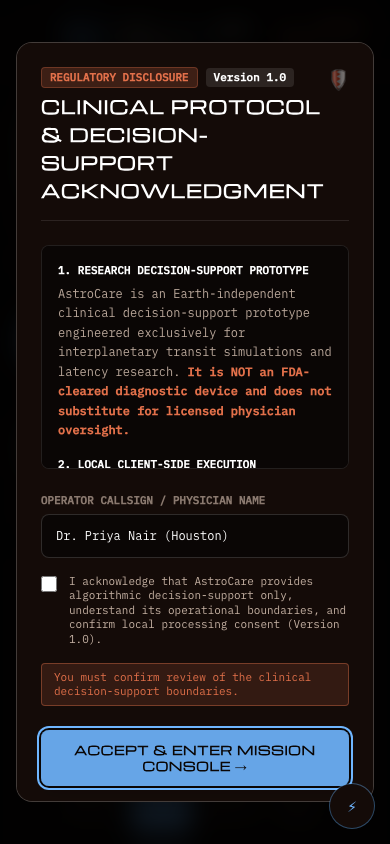 REGULATORY DISCLOSURE
Version 1.0
CLINICAL PROTOCOL
& DECISION-
SUPPORT
ACKNOWLEDGMENT
1. RESEARCH DECISION-SUPPORT PROTOTYPE
AstroCare is an Earth-independent
clinical decision-support prototype
engineered exclusively for
interplanetary transit simulations and
latency research. It is NOT an FDA-
cleared diagnostic device and does not
substitute for licensed physician
oversight.
2. LOCAL CLIENT-SIDE EXECUTION
OPERATOR CALLSIGN / PHYSICIAN NAME
Dr. Priya Nair (Houston)
I acknowledge that AstroCare provides
algorithmic decision-support only,
understand its operational boundaries, and
confirm local processing consent (Version
1.0).
You must confirm review of the clinical
decision-support boundaries.
ACCEPT & ENTER MISSION
CONSOLE →